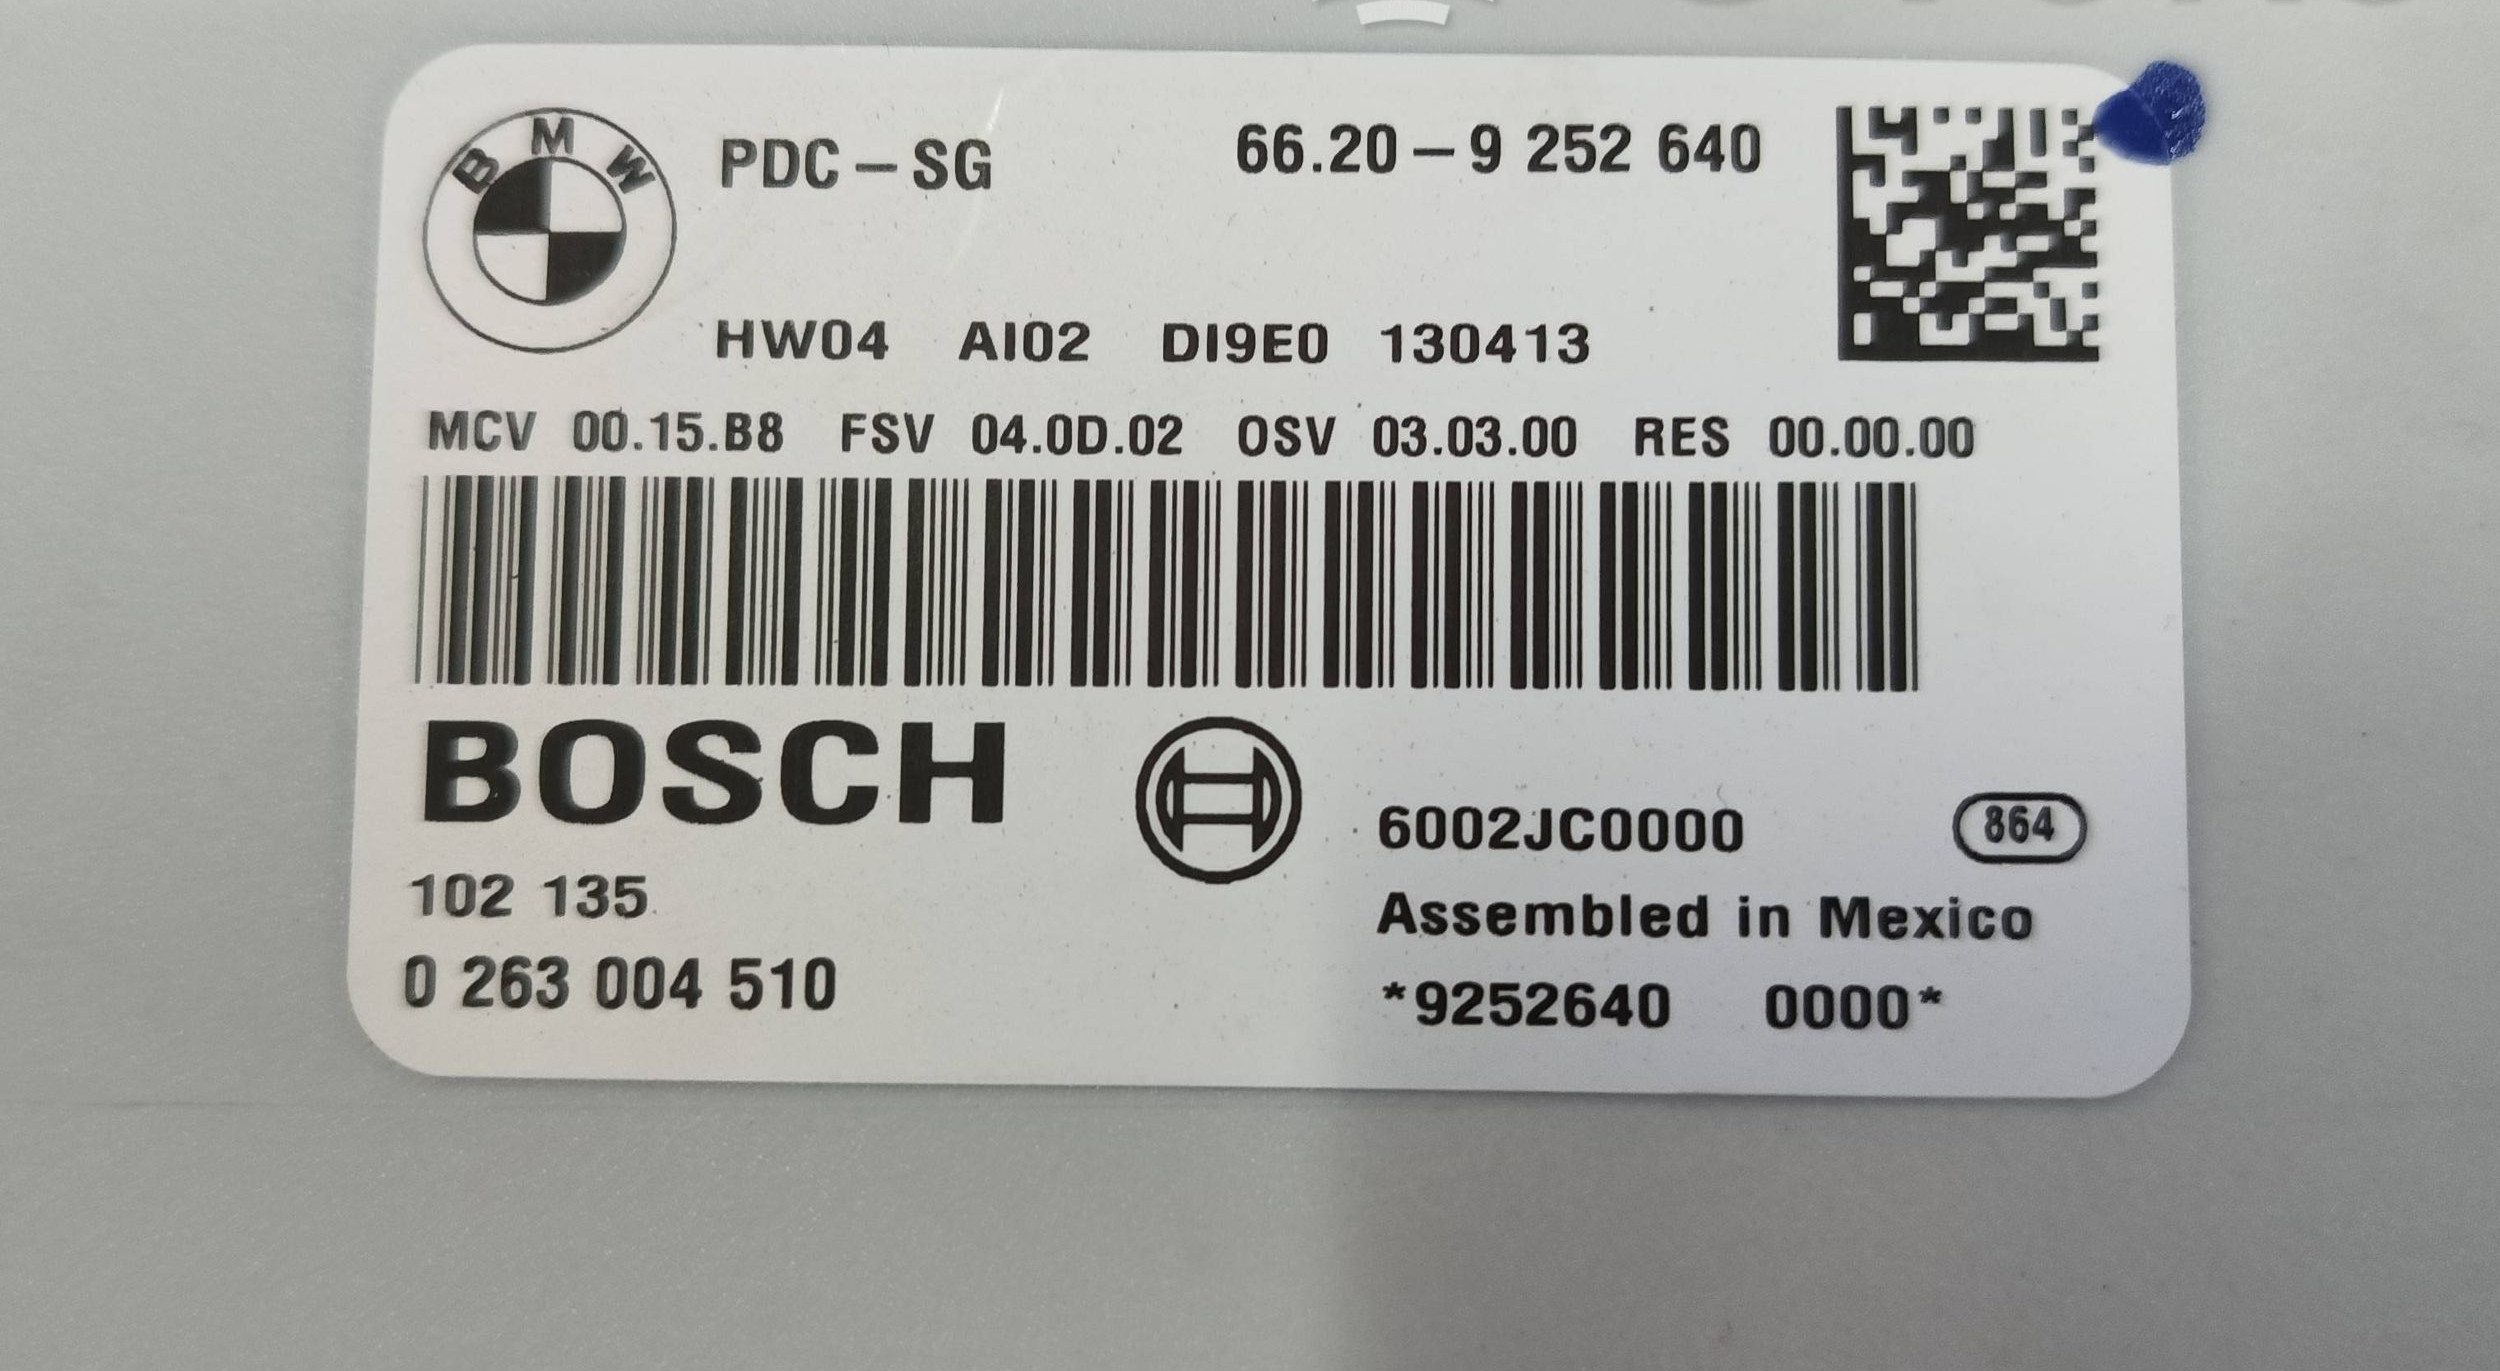 BMW
PDC-SG 66.20-9 252 640
HW04 AI02 DI9E0 130413
MCV 00.15.B8 FSV 04.0D.02 OSV 03.03.00 RES 00.00.00
BOSCH
6002JC0000 864
102 135
Assembled in Mexico
0 263 004 510
*9252640 0000*